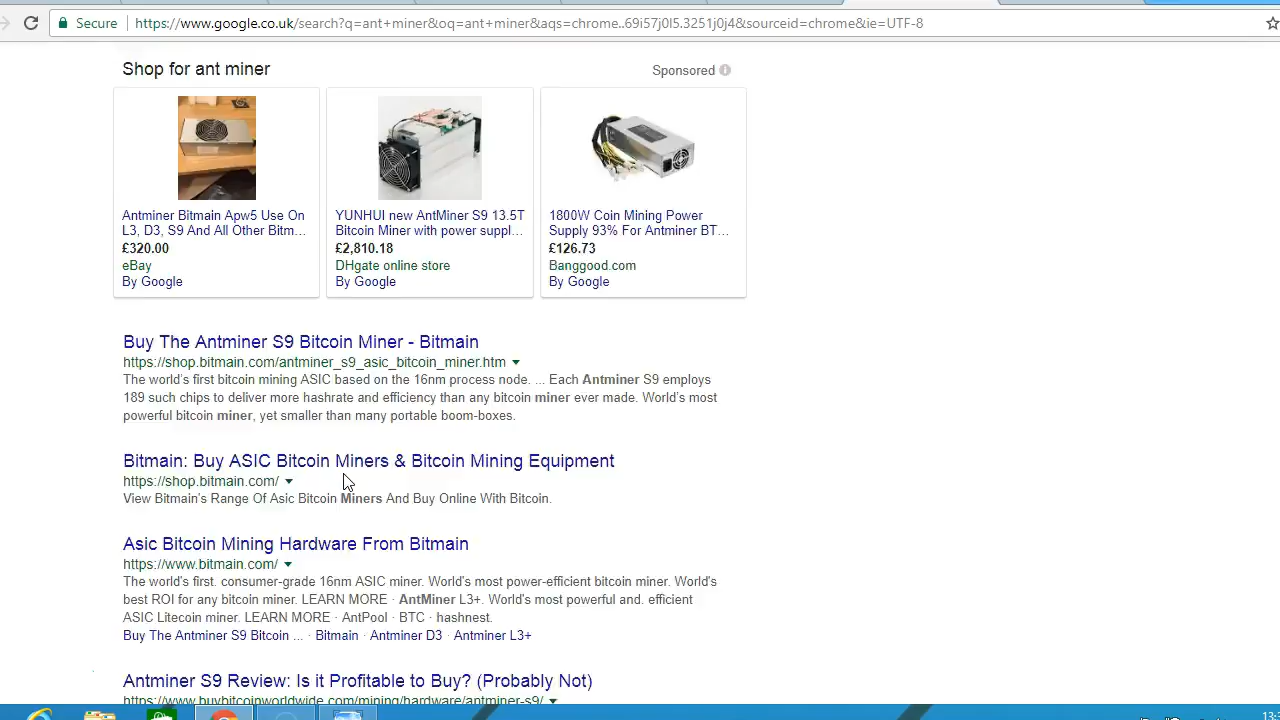 Secure
https://www.google.co.uk/search?q=ant+miner&oq=ant+miner&aqs=chrome..69i57j0l5.3251j0j4&sourceid=chrome&ie=UTF-8
Shop for ant miner
Sponsored
Antminer Bitmain Apw5 Use On
L3, D3, S9 And All Other Bitm...
£320.00
eBay
By Google
YUNHUI new AntMiner S9 13.5T
Bitcoin Miner with power suppl...
£2,810.18
DHgate online store
By Google
1800W Coin Mining Power
Supply 93% For Antminer BT...
£126.73
Banggood.com
By Google
Buy The Antminer S9 Bitcoin Miner - Bitmain
https://shop.bitmain.com/antminer_s9_asic_bitcoin_miner.htm
The world's first bitcoin mining ASIC based on the 16nm process node. ... Each Antminer S9 employs
189 such chips to deliver more hashrate and efficiency than any bitcoin miner ever made. World's most
powerful bitcoin miner, yet smaller than many portable boom-boxes.
Bitmain: Buy ASIC Bitcoin Miners & Bitcoin Mining Equipment
https://shop.bitmain.com/
View Bitmain's Range Of Asic Bitcoin Miners And Buy Online With Bitcoin.
Asic Bitcoin Mining Hardware From Bitmain
https://www.bitmain.com/
The world's first. consumer-grade 16nm ASIC miner. World's most power-efficient bitcoin miner. World's
best ROI for any bitcoin miner. LEARN MORE · AntMiner L3+. World's most powerful and. efficient
ASIC Litecoin miner. LEARN MORE · AntPool · BTC · hashnest.
Buy The Antminer S9 Bitcoin ... · Bitmain · Antminer D3 · Antminer L3+
Antminer S9 Review: Is it Profitable to Buy? (Probably Not)
https://www.buybitcoinworldwide.com/mining/hardware/antminer-s9/